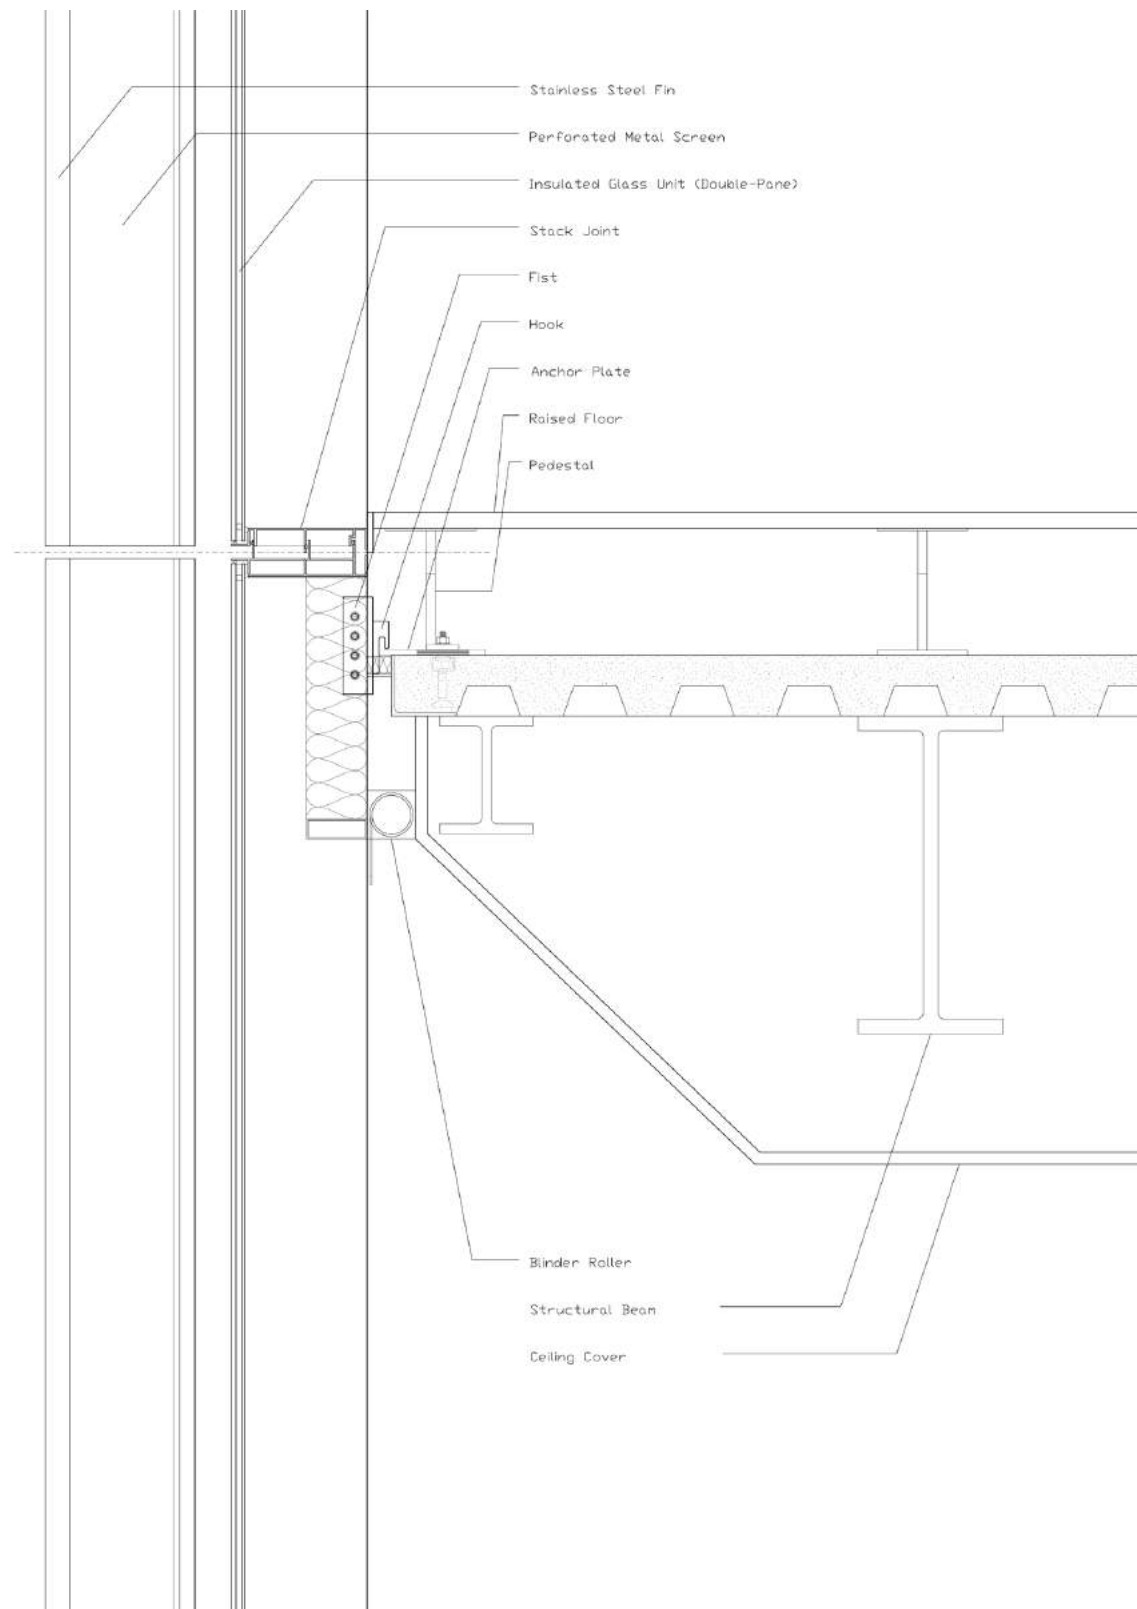 Stainless Steel Fin
Perforated Metal Screen
Insulated Glass Unit (Double-Pane)
Stack Joint
Fist
Hook
Anchor Plate
Raised Floor
Pedestal
Blinder Roller
Structural Beam
Ceiling Cover